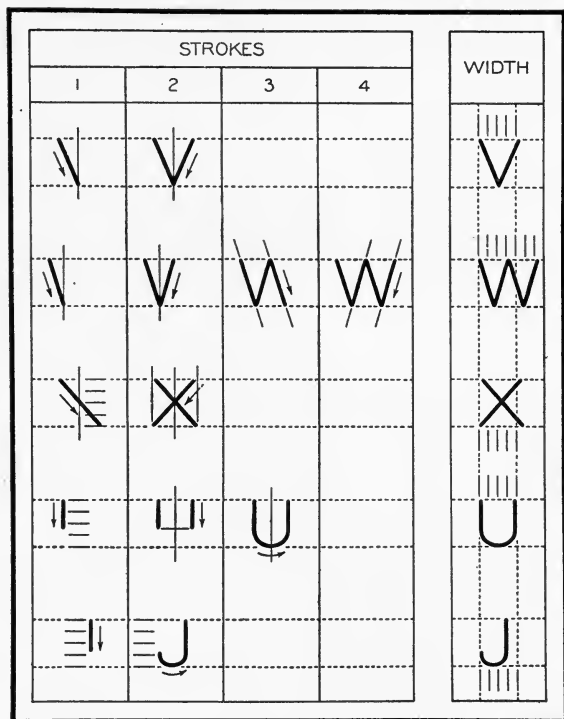 STROKES
WIDTH
1 2 3 4
V V V
W W W W
X X
U U
J J